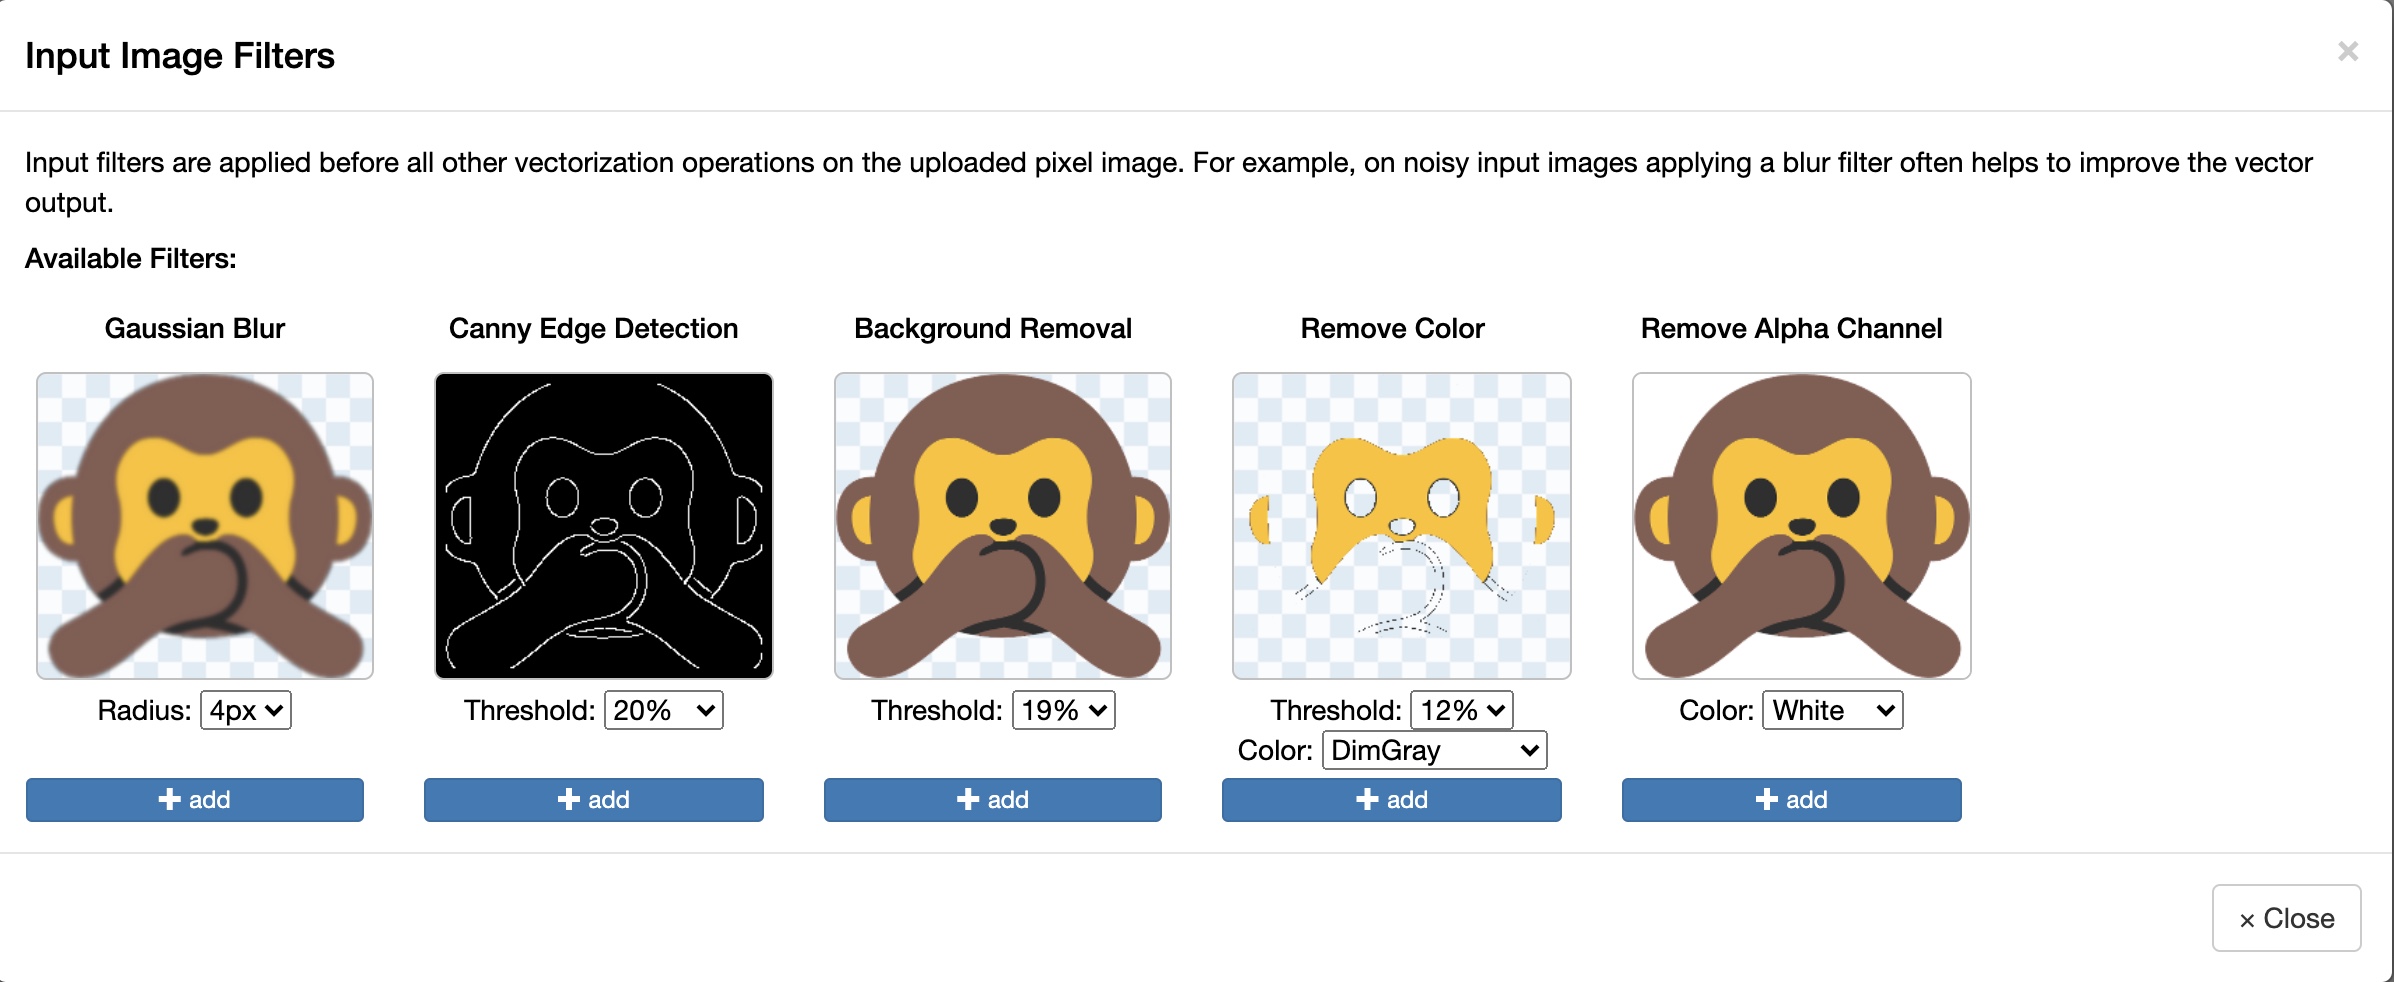 Input Image Filters
×
Input filters are applied before all other vectorization operations on the uploaded pixel image. For example, on noisy input images applying a blur filter often helps to improve the vector
output.
Available Filters:
Gaussian Blur
Canny Edge Detection
Background Removal
Remove Color
Remove Alpha Channel
Radius: 4px
Threshold: 20%
Threshold: 19%
Threshold: 12%
Color: White
Color: DimGray
+ add
+ add
+ add
+ add
+ add
× Close